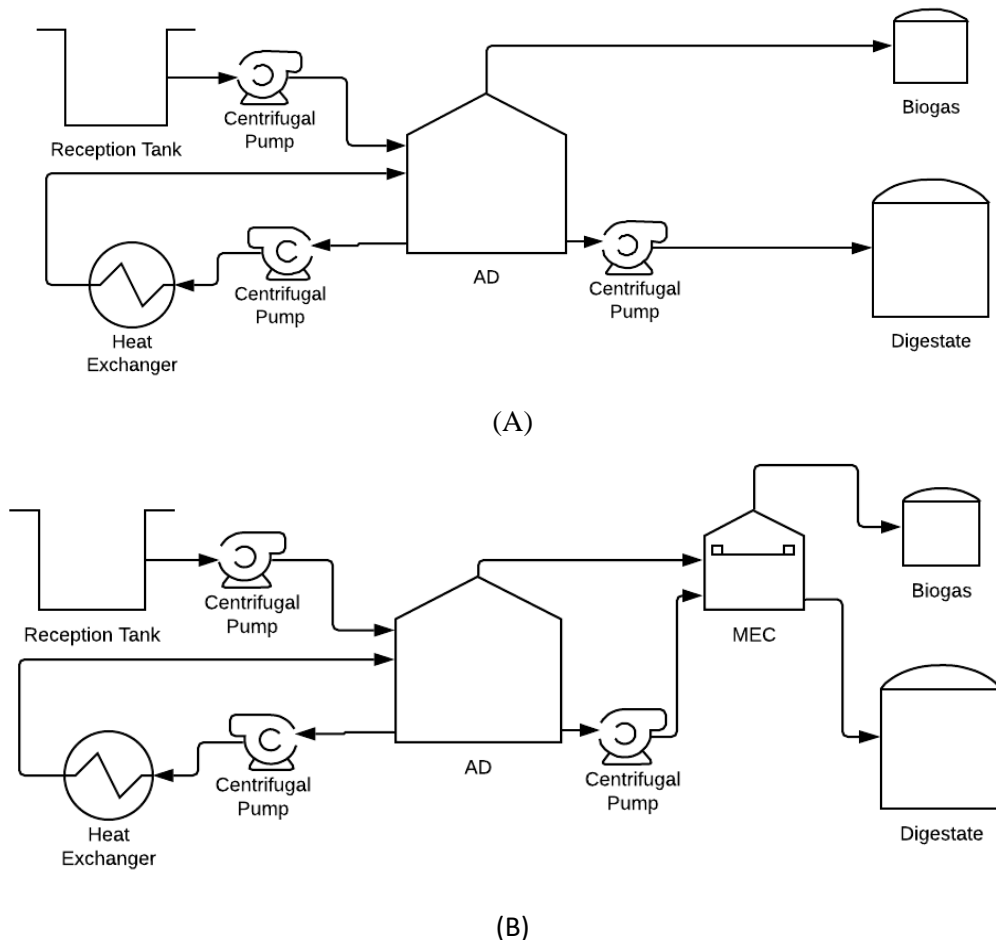 Biogas
Centrifugal
Pump
Reception Tank
AD
Centrifugal
Pump
Centrifugal
Pump
Heat
Exchanger
Digestate
(A)
Biogas
Centrifugal
Pump
Reception Tank
MEC
AD
Centrifugal
Pump
Centrifugal
Pump
Heat
Exchanger
Digestate
(B)